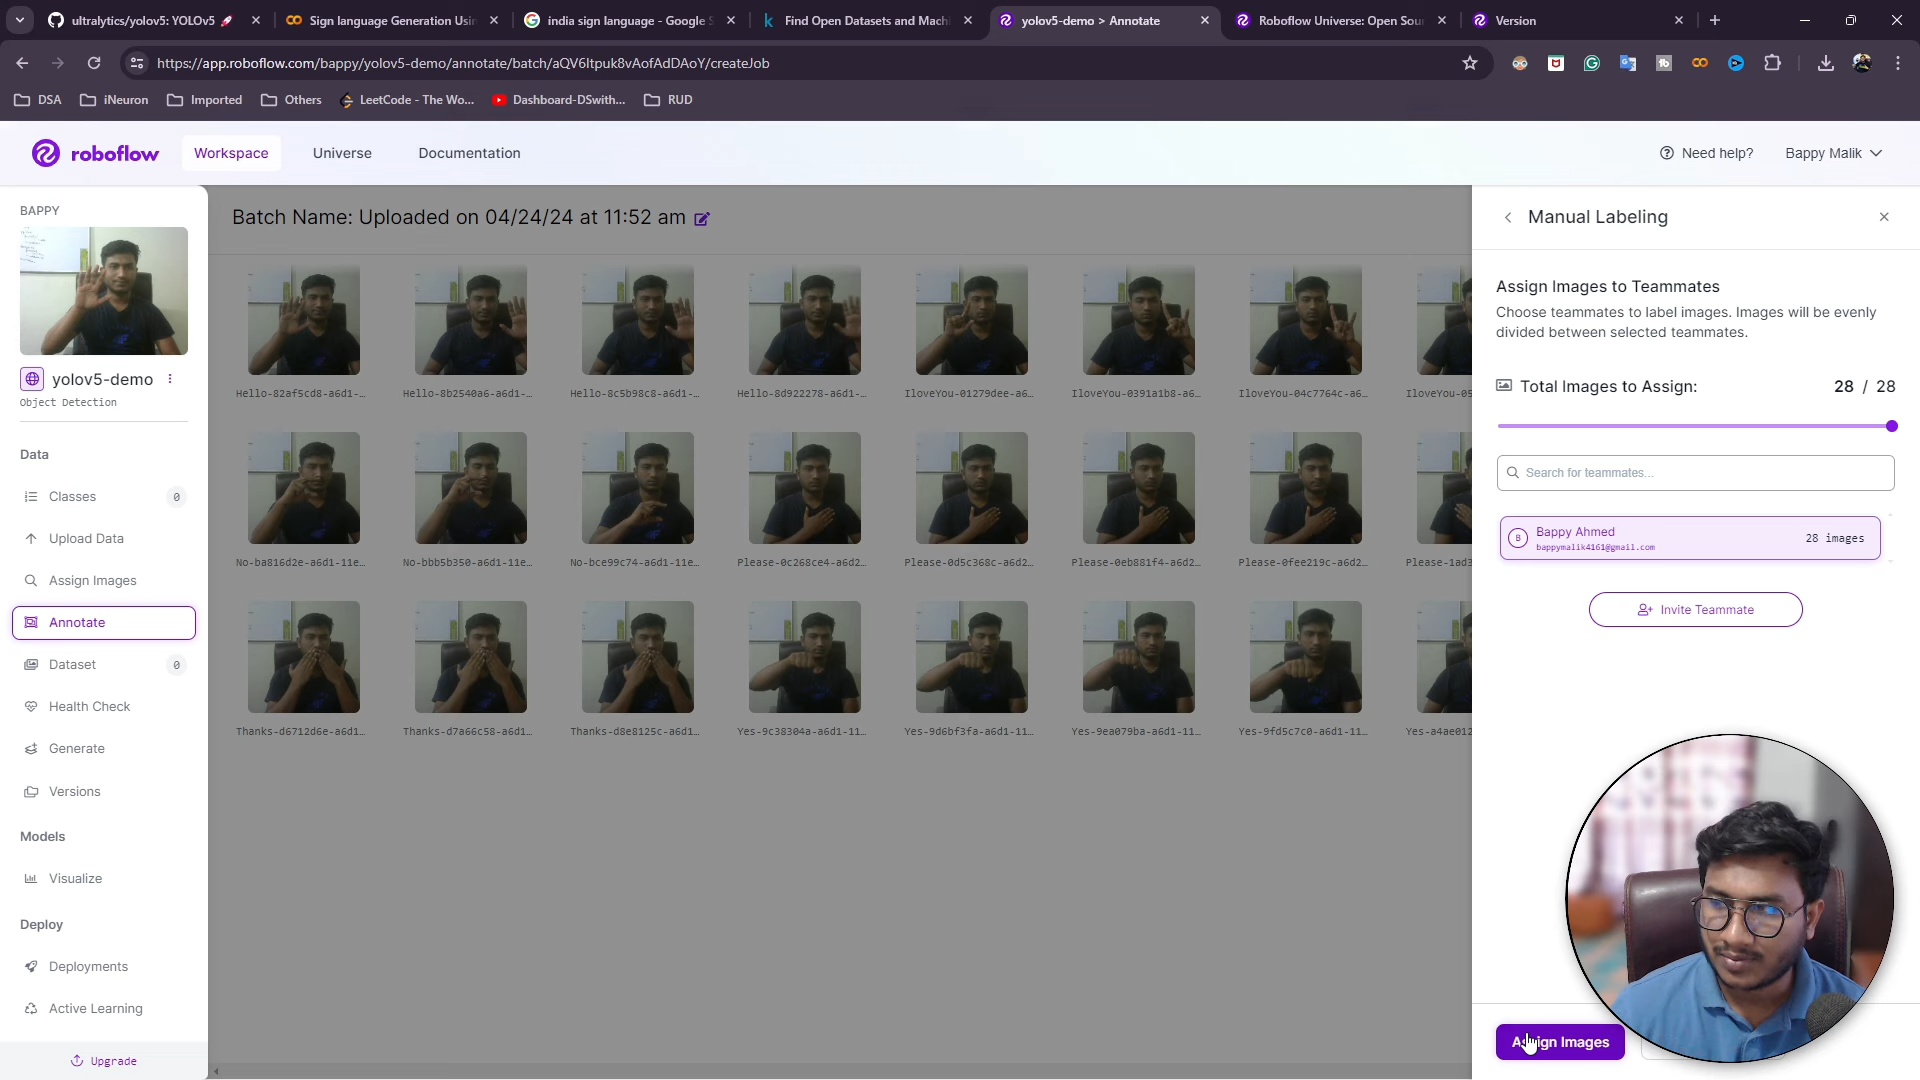 ultralytics/yolov5: YOLOv5 🚀
Sign language Generation Usin
india sign language - Google S
Find Open Datasets and Machi
yolov5-demo > Annotate
Roboflow Universe: Open Sour
Version
https://app.roboflow.com/bappy/yolov5-demo/annotate/batch/aQV6ltpuk8vAofAdDAoY/createJob
DSA
iNeuron
Imported
Others
LeetCode - The Wo...
Dashboard-DSwith...
RUD
roboflow
Workspace
Universe
Documentation
Need help?
Bappy Malik
BAPPY
yolov5-demo
Object Detection
Data
Classes 0
Upload Data
Assign Images
Annotate
Dataset 0
Health Check
Generate
Versions
Models
Visualize
Deploy
Deployments
Active Learning
Upgrade
Batch Name: Uploaded on 04/24/24 at 11:52 am
Hello-82af5cd8-a6d1-...
Hello-8b2540a6-a6d1-...
Hello-8c5b98c8-a6d1-...
Hello-8d922278-a6d1-...
IloveYou-01279dee-a6...
IloveYou-0391a1b8-a6...
IloveYou-04c7764c-a6...
IloveYou-05
No-ba816d2e-a6d1-11e...
No-bbb5b350-a6d1-11e...
No-bce99c74-a6d1-11e...
Please-0c268ce4-a6d2...
Please-0d5c368c-a6d2...
Please-0eb881f4-a6d2...
Please-0fee219c-a6d2...
Please-1ad3
Thanks-d6712d6e-a6d1...
Thanks-d7a66c58-a6d1...
Thanks-d8e8125c-a6d1...
Yes-9c38304a-a6d1-11...
Yes-9d6bf3fa-a6d1-11...
Yes-9ea079ba-a6d1-11...
Yes-9fd5c7c0-a6d1-11...
Yes-a4ae012
Manual Labeling
Assign Images to Teammates
Choose teammates to label images. Images will be evenly
divided between selected teammates.
Total Images to Assign: 28 / 28
Search for teammates...
B
Bappy Ahmed
bappymalik4161@gmail.com
28 images
Invite Teammate
Assign Images